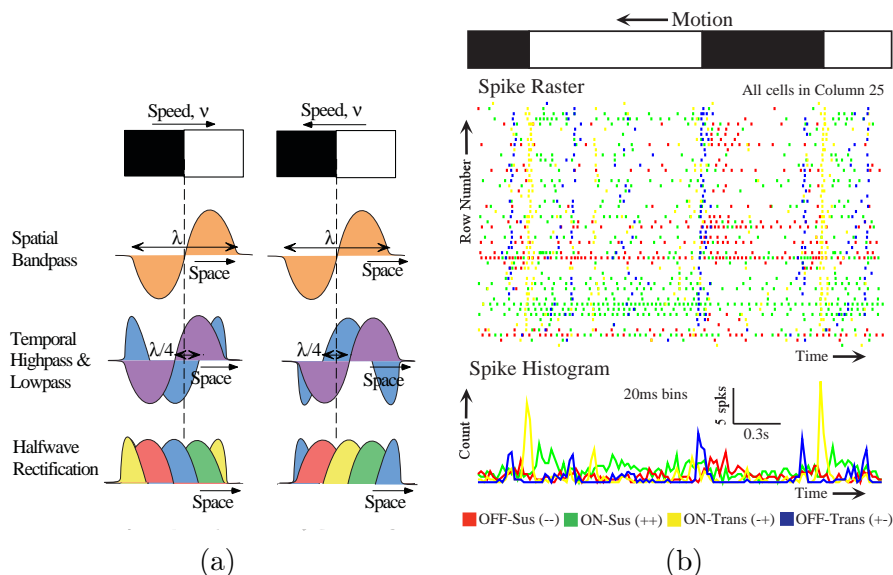 Speed, ν
Speed, ν
Spatial
Bandpass
λ
Space
λ
Space
Temporal
Highpass &
Lowpass
λ/4
Space
λ/4
Space
Halfwave
Rectification
Space
Space
(a)
Motion
Spike Raster
All cells in Column 25
Row Number
Time
Spike Histogram
20ms bins
5 spks
0.3s
Count
Time
OFF-Sus (--) ON-Sus (++) ON-Trans (-+) OFF-Trans (+-)
(b)